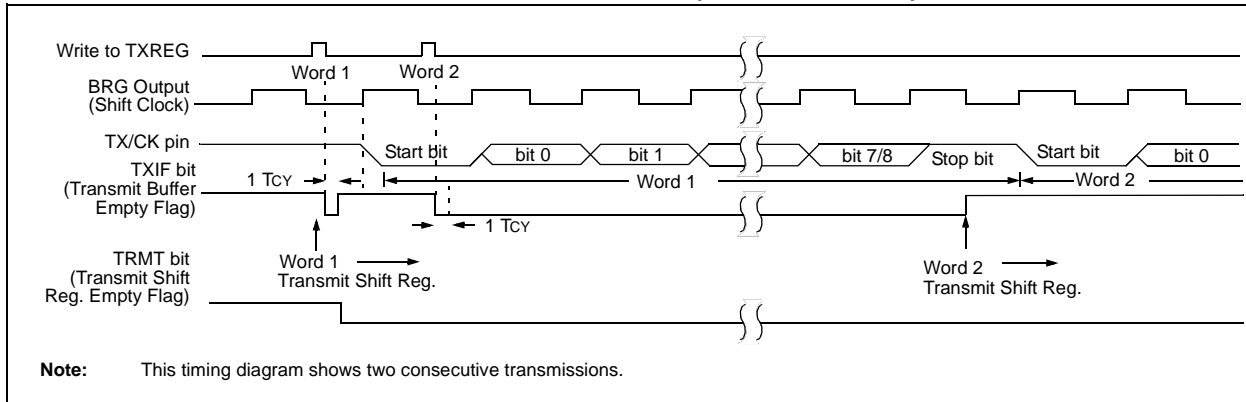 Write to TXREG
Word 1
Word 2
BRG Output
(Shift Clock)
TX/CK pin
Start bit
bit 0
bit 1
bit 7/8
Stop bit
Start bit
bit 0
TXIF bit
(Transmit Buffer
Empty Flag)
1 TCY
Word 1
Word 2
1 TCY
Word 1
Transmit Shift Reg.
Word 2
Transmit Shift Reg.
TRMT bit
(Transmit Shift
Reg. Empty Flag)
Note: This timing diagram shows two consecutive transmissions.